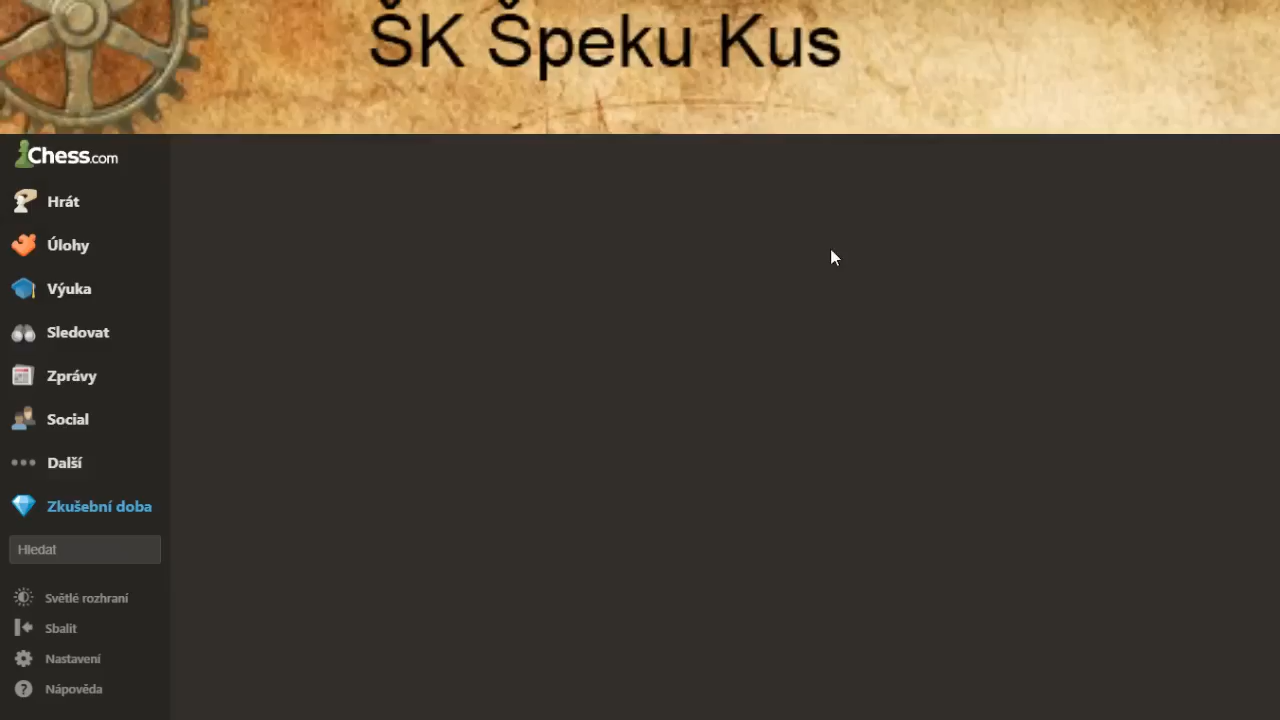 ŠK Špeku Kus
Chess.com
Hrát
Úlohy
Výuka
Sledovat
Zprávy
Social
Další
Zkušební doba
Hledat
Světlé rozhraní
Sbalit
Nastavení
Nápověda